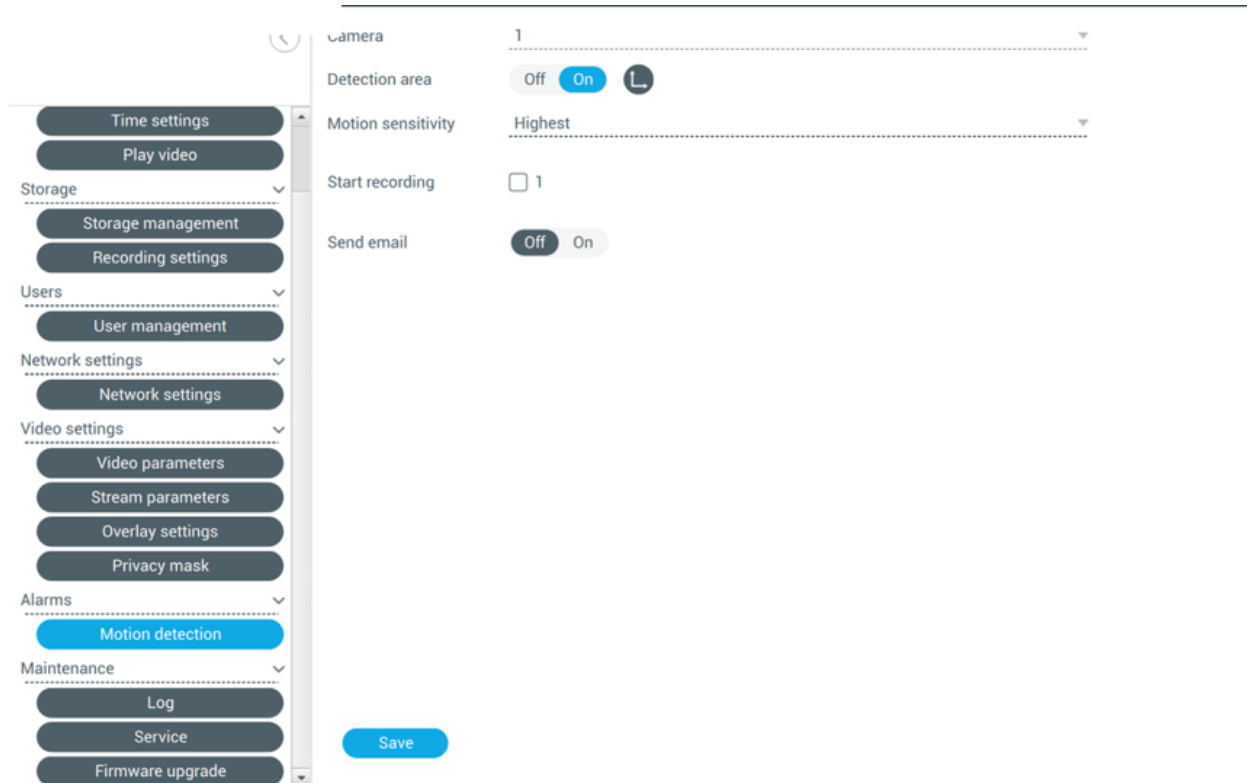 Camera 1
Detection area Off On
Motion sensitivity Highest
Start recording 1
Send email Off On
Save
Time settings
Play video
Storage
Storage management
Recording settings
Users
User management
Network settings
Network settings
Video settings
Video parameters
Stream parameters
Overlay settings
Privacy mask
Alarms
Motion detection
Maintenance
Log
Service
Firmware upgrade